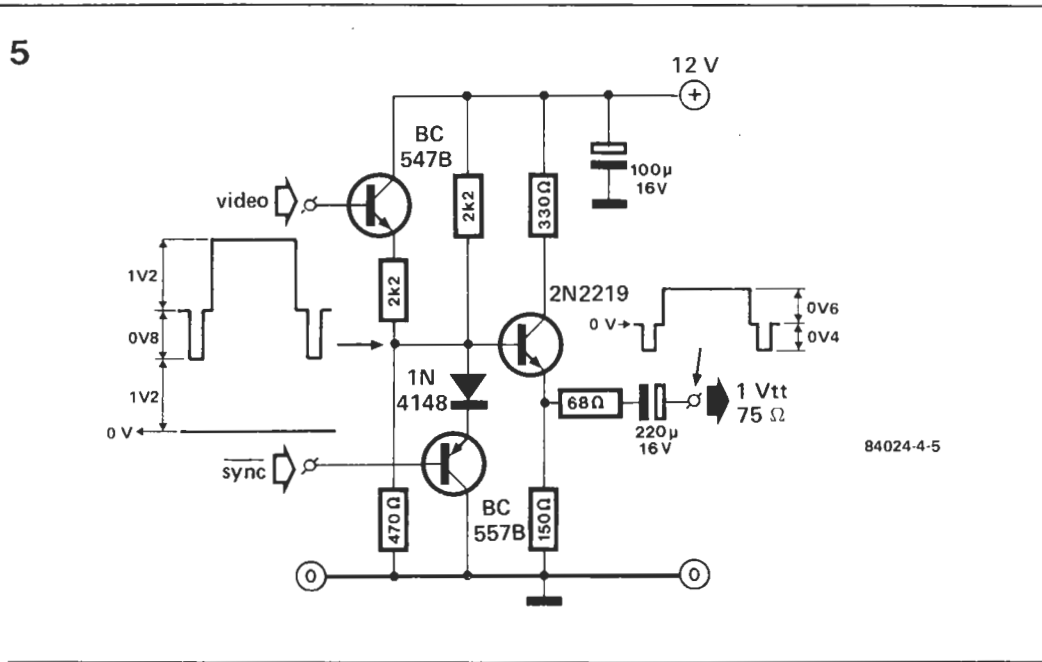 5
12 V
+
BC
547B
100µ
16V
video
2k2
330Ω
1V2
2k2
2N2219
0V6
0 V
0V8
0V4
1N
4148
68Ω
1 Vtt
75 Ω
1V2
220µ
16V
0 V
84024-4-5
sync
470Ω
BC
557B
150Ω
0
0